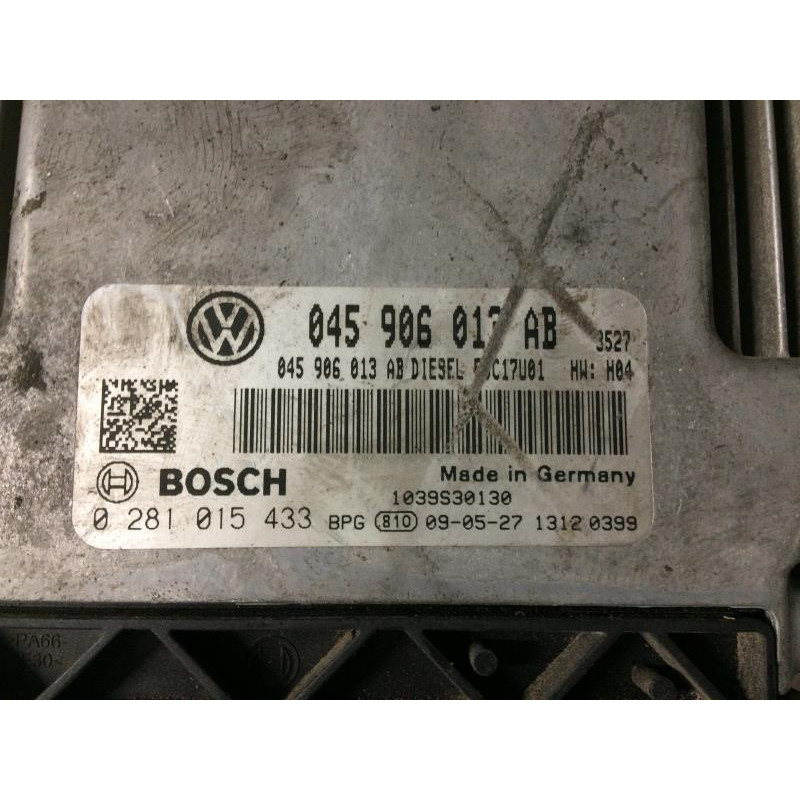 045 906 013 AB 3527
045 906 013 AB DIESEL EDC17U01 HW: H04
Made in Germany
BOSCH
1039S30130
0 281 015 433 BPG 810 09-05-27 1312 0399
PA66-